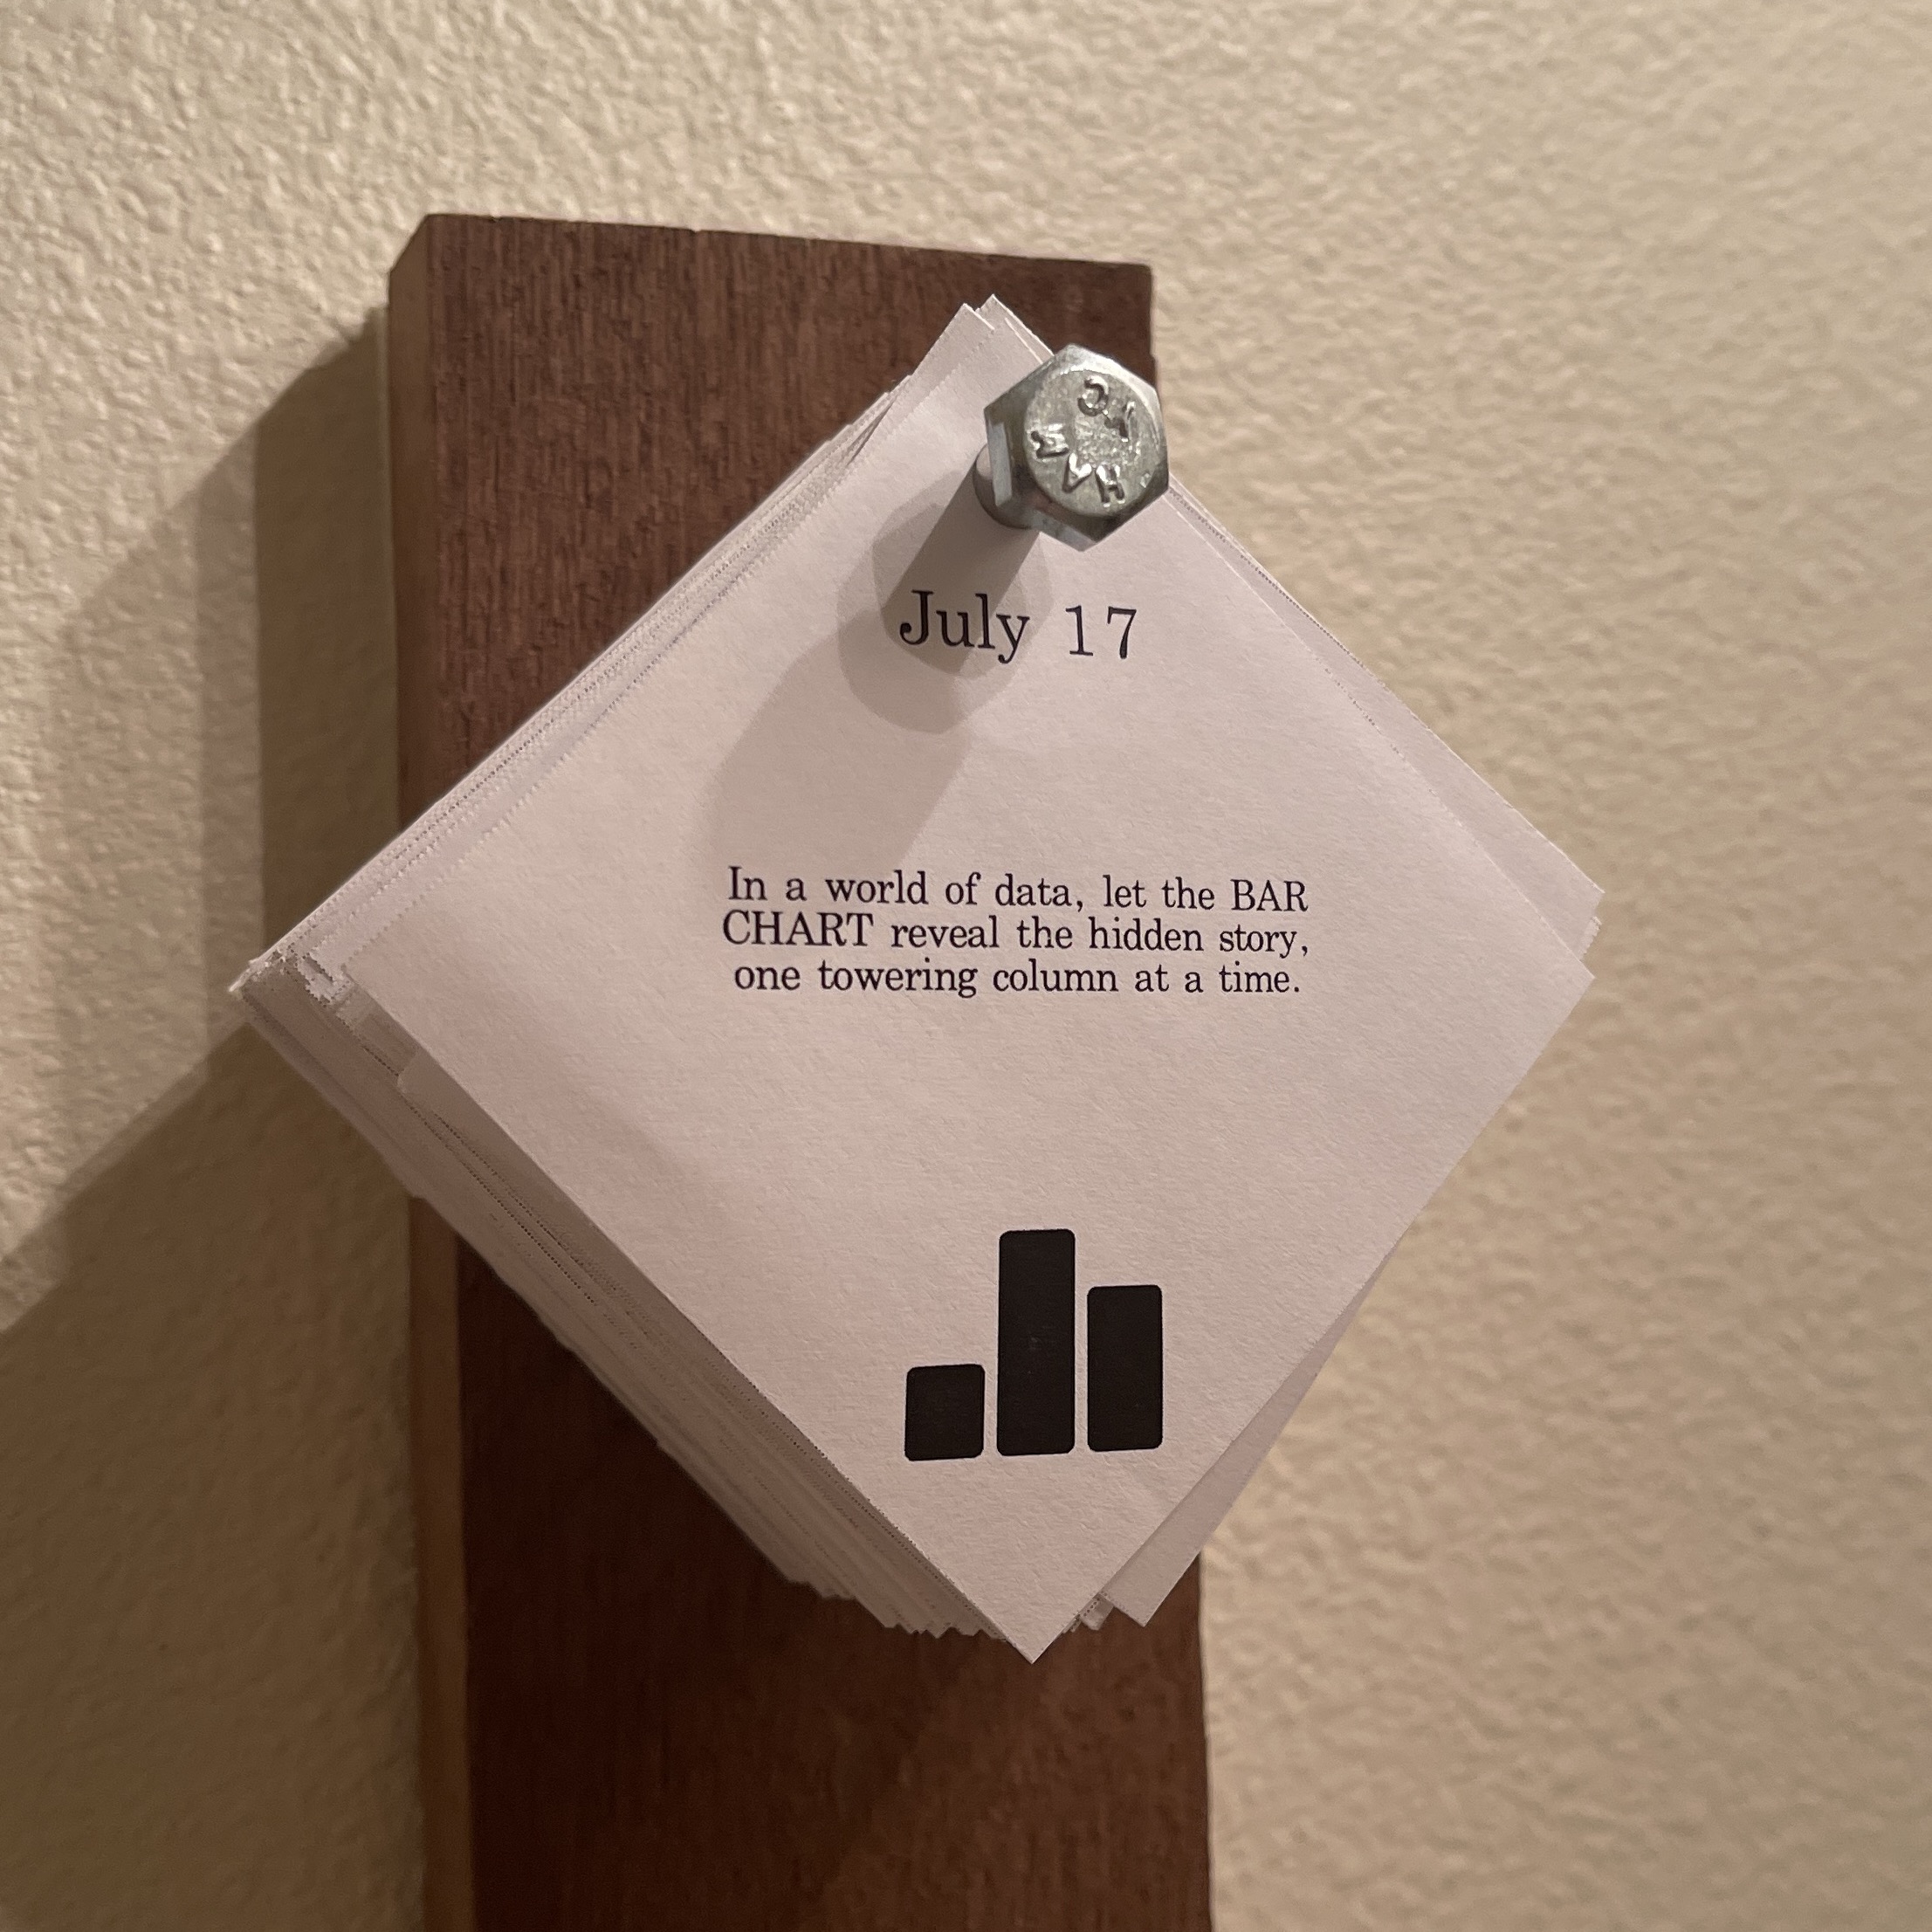 July 17
In a world of data, let the BAR
CHART reveal the hidden story,
one towering column at a time.